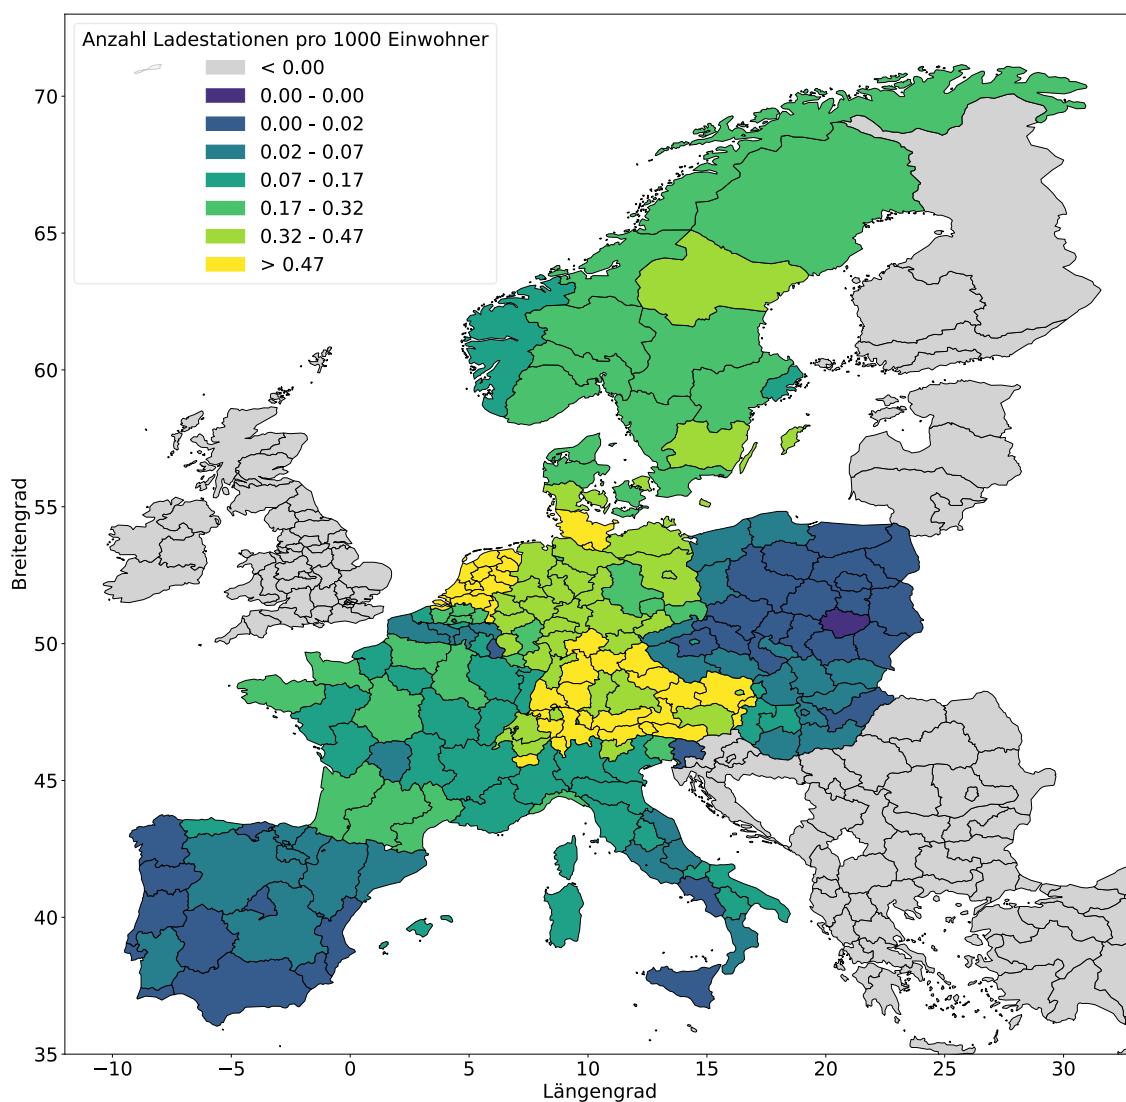 Anzahl Ladestationen pro 1000 Einwohner
< 0.00
0.00 - 0.00
0.00 - 0.02
0.02 - 0.07
0.07 - 0.17
0.17 - 0.32
0.32 - 0.47
> 0.47
70
65
60
55
50
45
40
35
Breitengrad
−10
−5
0
5
10
15
20
25
30
Längengrad